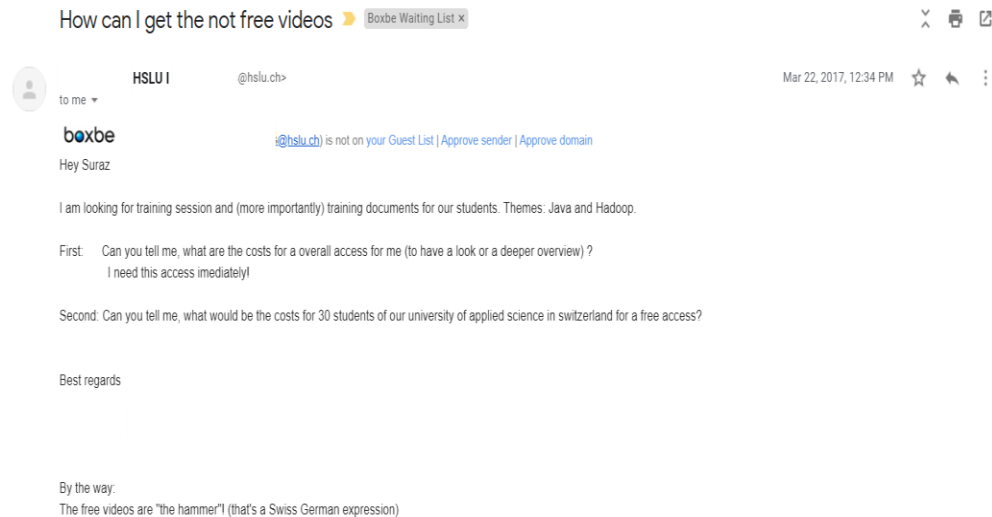 How can I get the not free videos Boxbe Waiting List ×
HSLU I @hslu.ch> Mar 22, 2017, 12:34 PM
to me
boxbe
i@hslu.ch) is not on your Guest List | Approve sender | Approve domain
Hey Suraz
I am looking for training session and (more importantly) training documents for our students. Themes: Java and Hadoop.
First: Can you tell me, what are the costs for a overall access for me (to have a look or a deeper overview) ?
I need this access imediately!
Second: Can you tell me, what would be the costs for 30 students of our university of applied science in switzerland for a free access?
Best regards
By the way:
The free videos are "the hammer"! (that's a Swiss German expression)